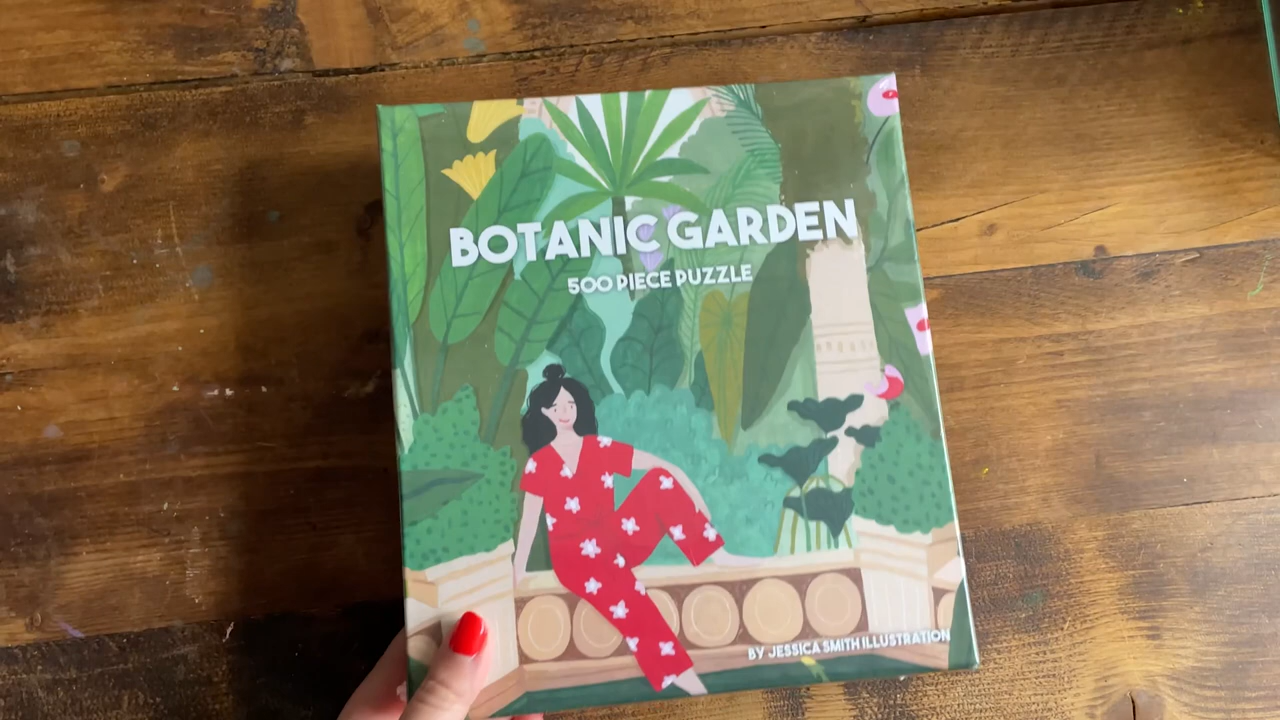 BOTANIC GARDEN
500 PIECE PUZZLE
BY JESSICA SMITH ILLUSTRATION